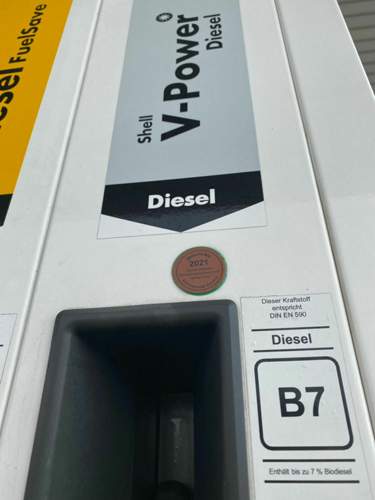 esel FuelSave
Shell
V-Power
Diesel
Diesel
2021
Dieser Kraftstoff
entspricht
DIN EN 590
Diesel
B7
Enthält bis zu 7 % Biodiesel